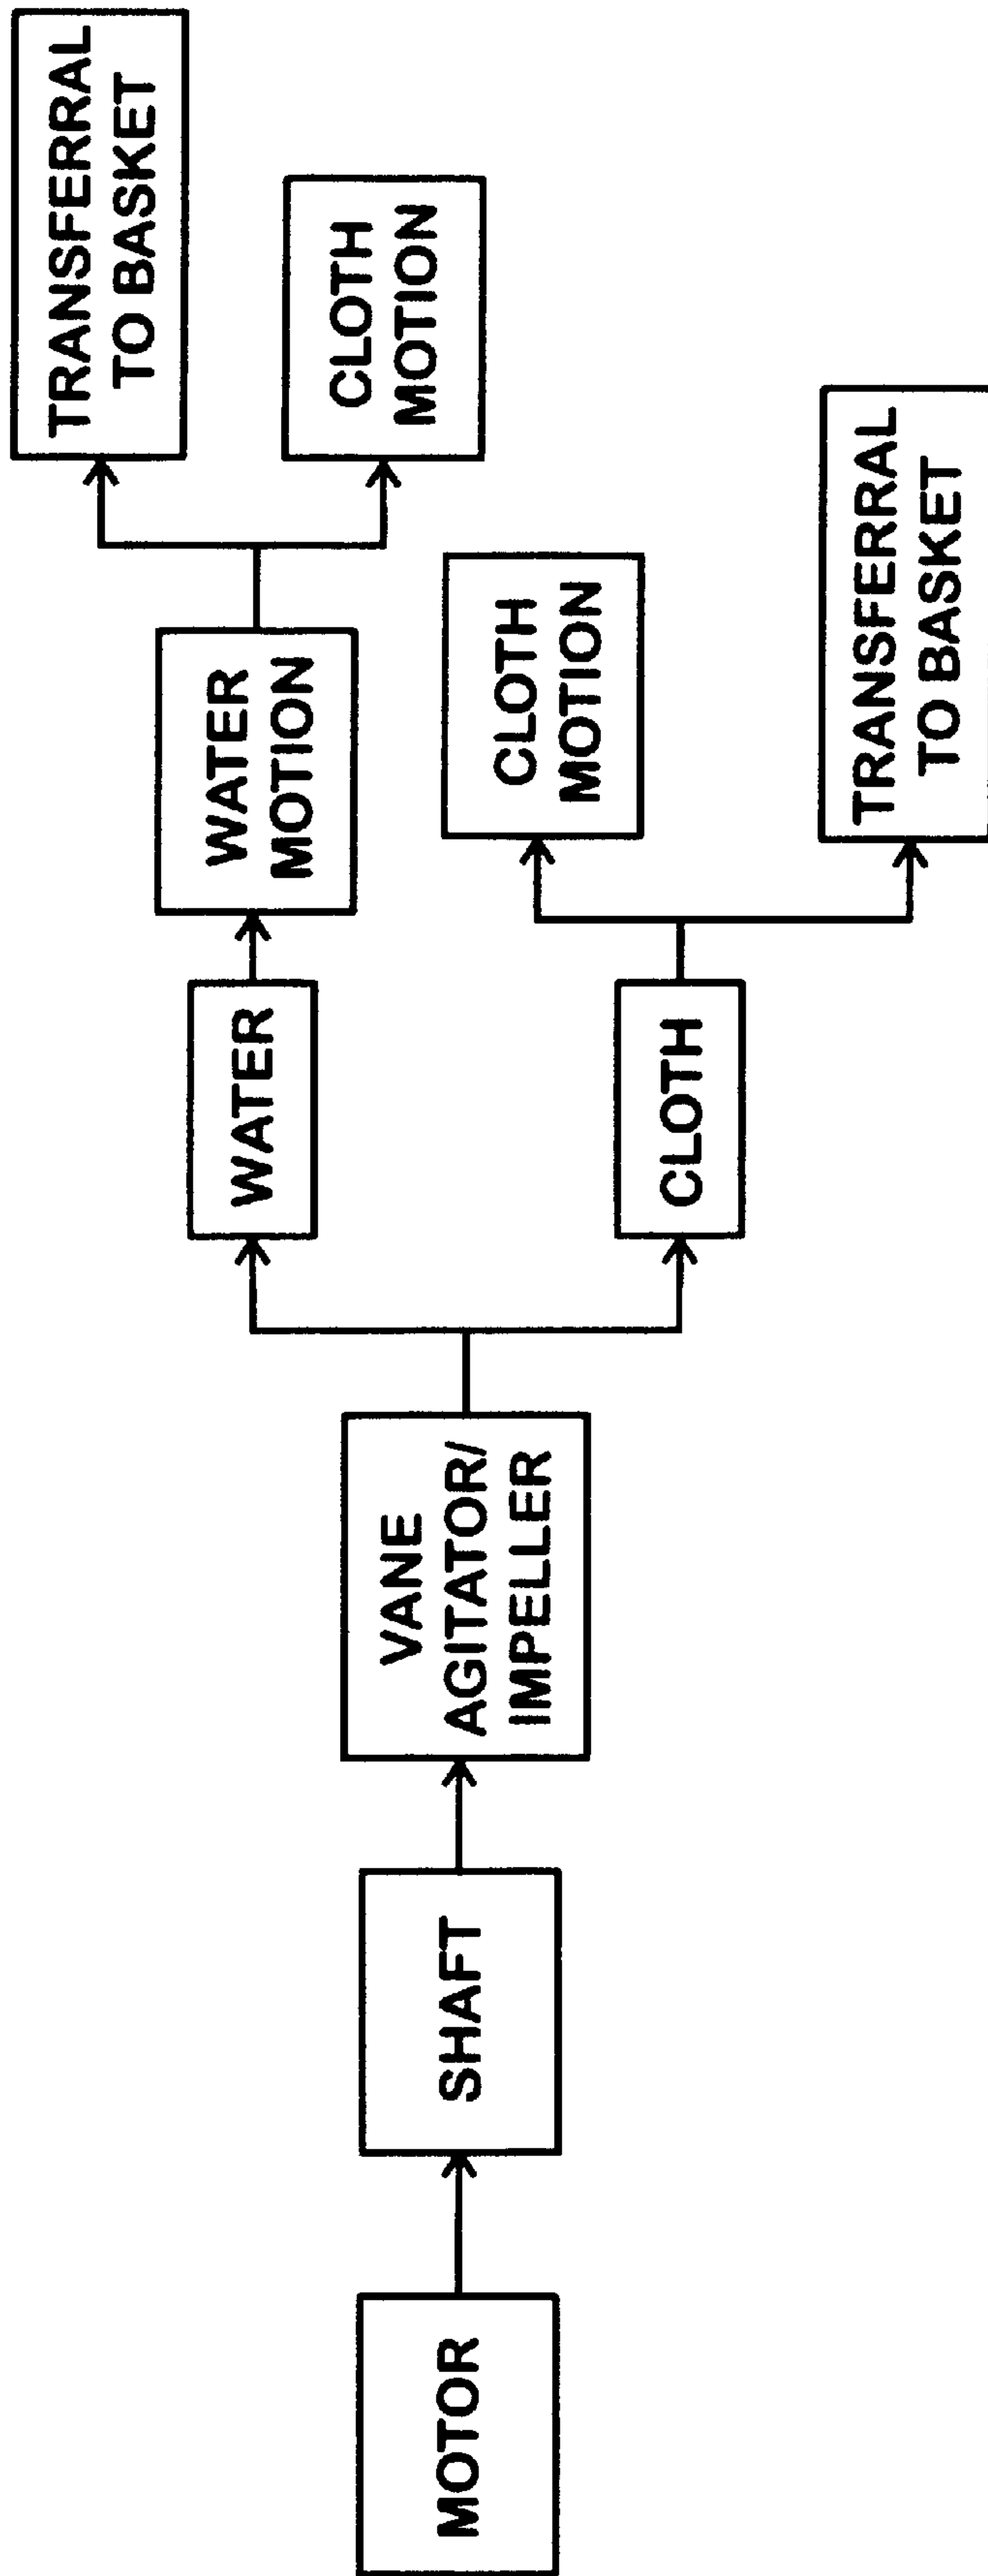 MOTOR
SHAFT
VANE
AGITATOR/
IMPELLER
WATER
WATER
MOTION
TRANSFERRAL
TO BASKET
CLOTH
MOTION
CLOTH
CLOTH
MOTION
TRANSFERRAL
TO BASKET